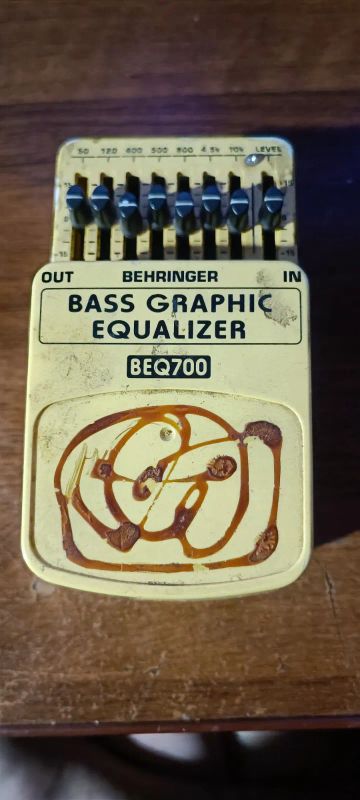 50 120 400 500 800 4.5k 10k LEVEL
OUT BEHRINGER IN
BASS GRAPHIC
EQUALIZER
BEQ700